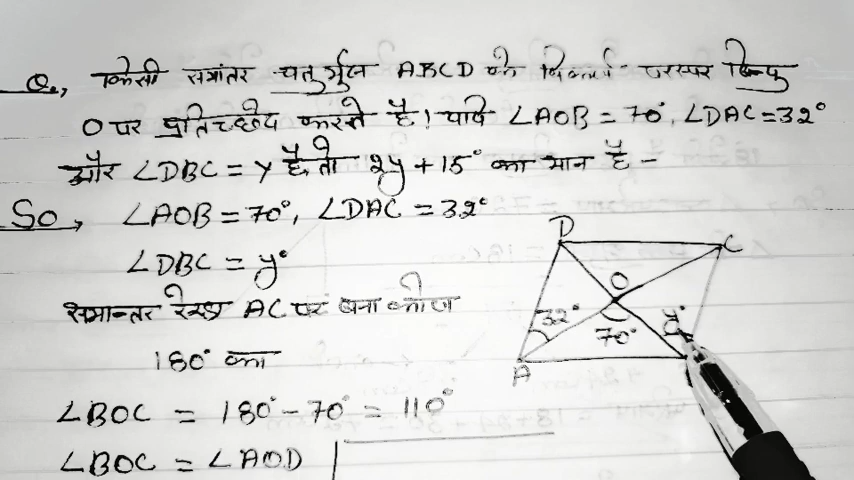 Q., किसी समांतर चतुर्भुज ABCD के विकर्ण परस्पर बिन्दु
O पर प्रतिच्छेद करते है। यदि ∠AOB = 70°, ∠DAC = 32°
और ∠DBC = y है, तो 2y + 15° का मान है -
So, ∠AOB = 70°, ∠DAC = 32°
∠DBC = y°
समान्तर रेखा AC पर बना कोण
180° का
∠BOC = 180° - 70° = 110°
∠BOC = ∠AOD
D
C
O
32°
70°
y°
A